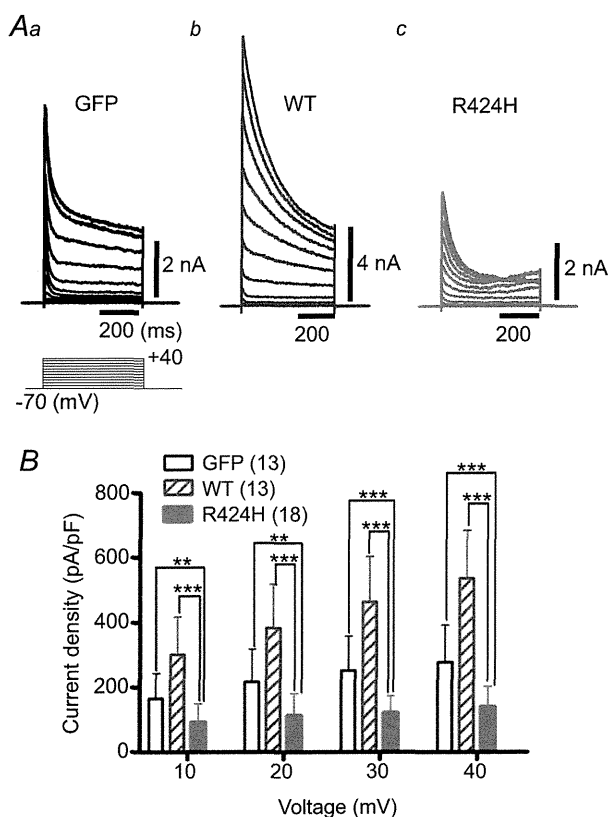 Aa b c
GFP WT R424H
2 nA 4 nA 2 nA
200 (ms) 200 200
+40
-70 (mV)
B
GFP (13)
WT (13)
R424H (18)
800
600
400
200
0
Current density (pA/pF)
** *** ** *** *** *** *** ***
10 20 30 40
Voltage (mV)